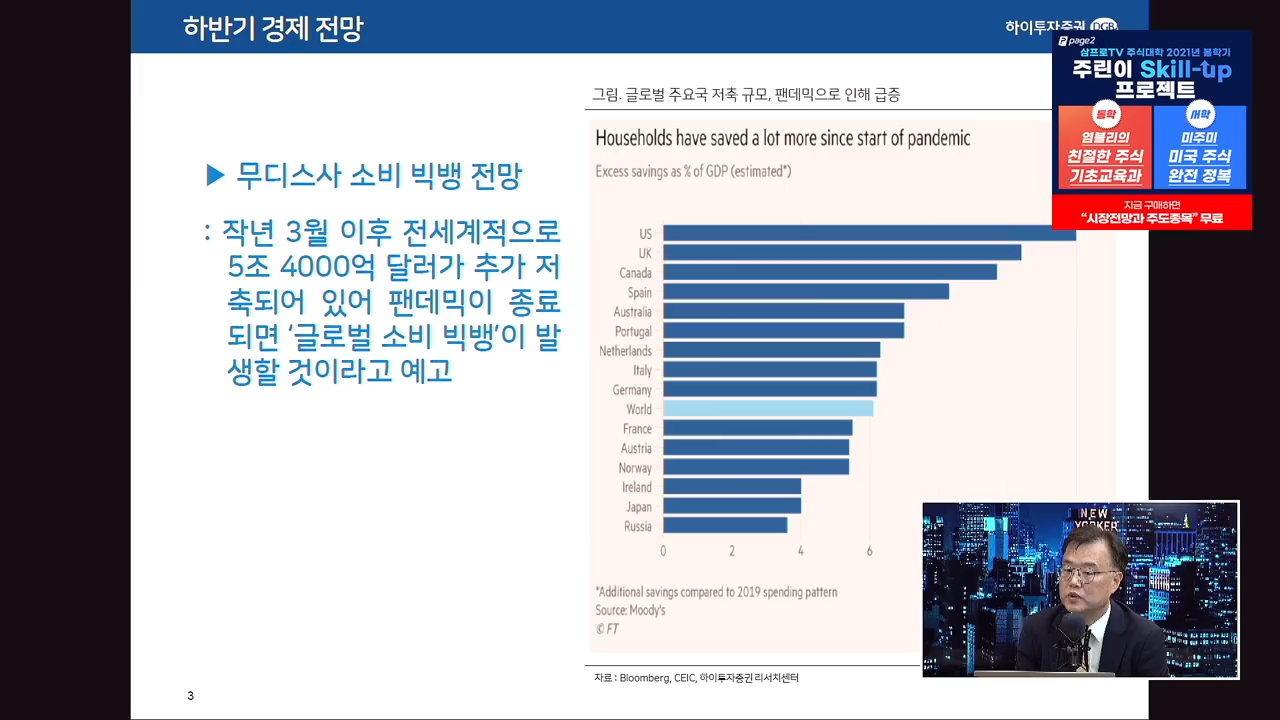 하반기 경제 전망
하이투자증권 DGB
▶ 무디스사 소비 빅뱅 전망
: 작년 3월 이후 전세계적으로
5조 4000억 달러가 추가 저
축되어 있어 팬데믹이 종료
되면 ‘글로벌 소비 빅뱅’이 발
생할 것이라고 예고
그림. 글로벌 주요국 저축 규모, 팬데믹으로 인해 급증
Households have saved a lot more since start of pandemic
Excess savings as % of GDP (estimated*)
US
UK
Canada
Spain
Australia
Portugal
Netherlands
Italy
Germany
World
France
Austria
Norway
Ireland
Japan
Russia
0 2 4 6
*Additional savings compared to 2019 spending pattern
Source: Moody's
© FT
자료 : Bloomberg, CEIC, 하이투자증권 리서치센터
3
page2
삼프로TV 주식대학 2021년 봄학기
주린이 Skill-up
프로젝트
동학
염블리의
친절한 주식
기초교육과
서학
미주미
미국 주식
완전 정복
지금 구매하면
“시장전망과 주도종목” 무료
NEW
YORKER